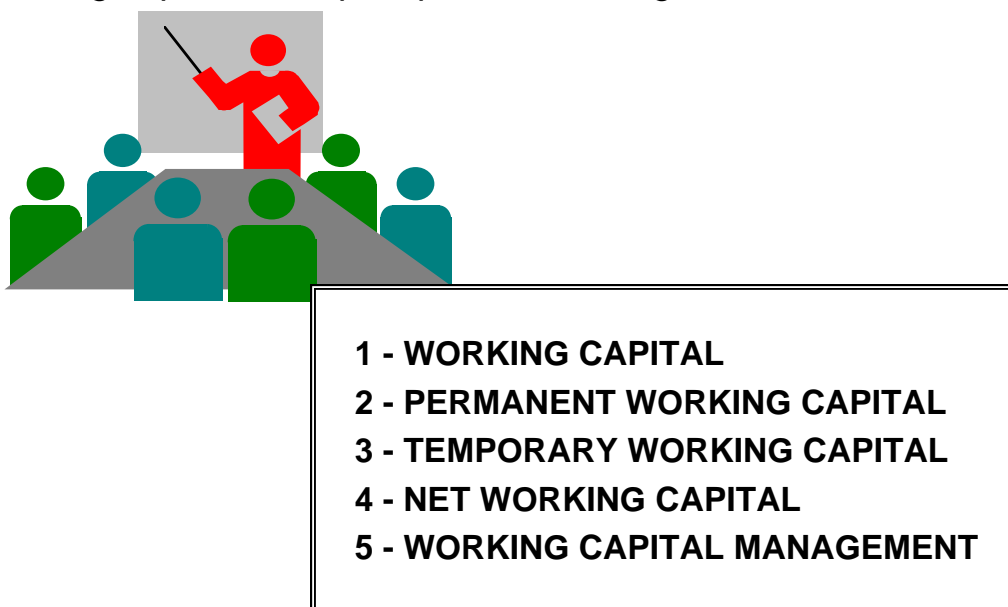 1 - WORKING CAPITAL
2 - PERMANENT WORKING CAPITAL
3 - TEMPORARY WORKING CAPITAL
4 - NET WORKING CAPITAL
5 - WORKING CAPITAL MANAGEMENT